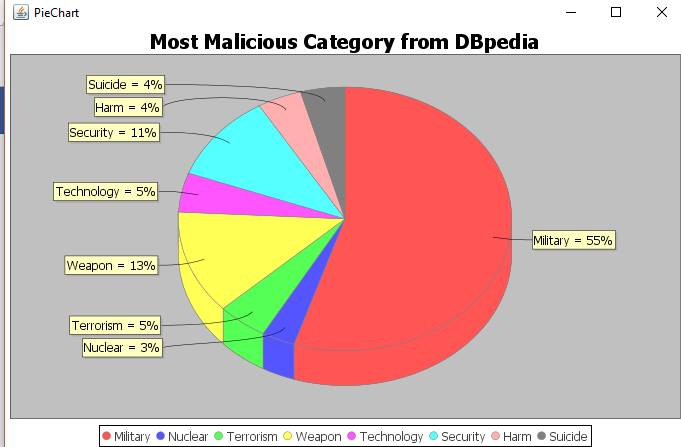 PieChart
Most Malicious Category from DBpedia
Suicide = 4%
Harm = 4%
Security = 11%
Technology = 5%
Military = 55%
Weapon = 13%
Terrorism = 5%
Nuclear = 3%
Military Nuclear Terrorism Weapon Technology Security Harm Suicide